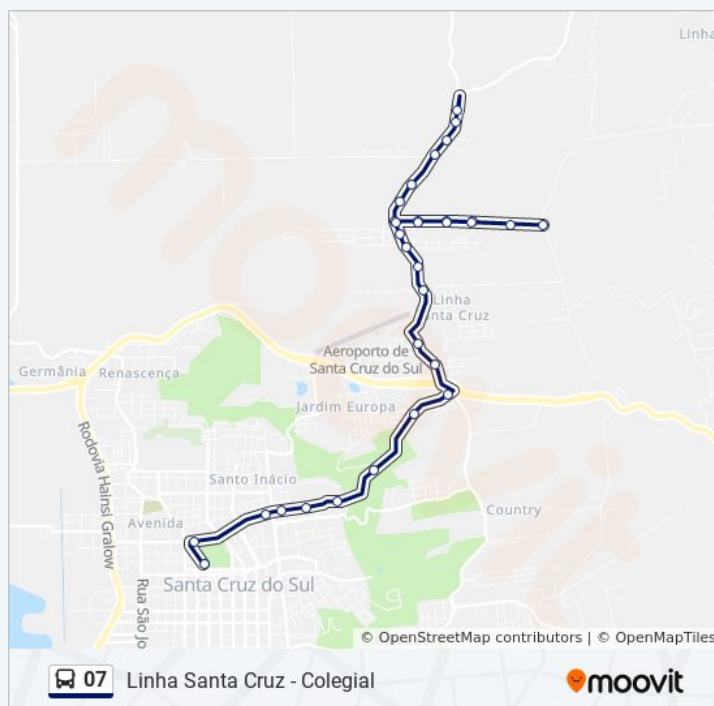 Linha
Linha
Santa Cruz
Germânia
Renascença
Aeroporto de
Santa Cruz do Sul
Jardim Europa
Rodovia Hainsi Gralow
Santo Inácio
Country
Avenida
Santa Cruz do Sul
Rua São Jo
© OpenStreetMap contributors | © OpenMapTiles
07 Linha Santa Cruz - Colegial
moovit
moovit